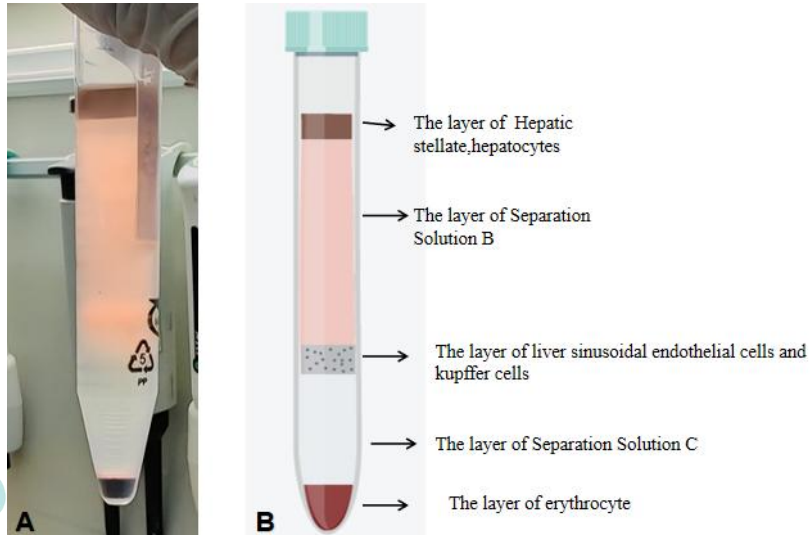 The layer of Hepatic
stellate,hepatocytes
The layer of Separation
Solution B
The layer of liver sinusoidal endothelial cells and
kupffer cells
The layer of Separation Solution C
The layer of erythrocyte
5
PP
A
B